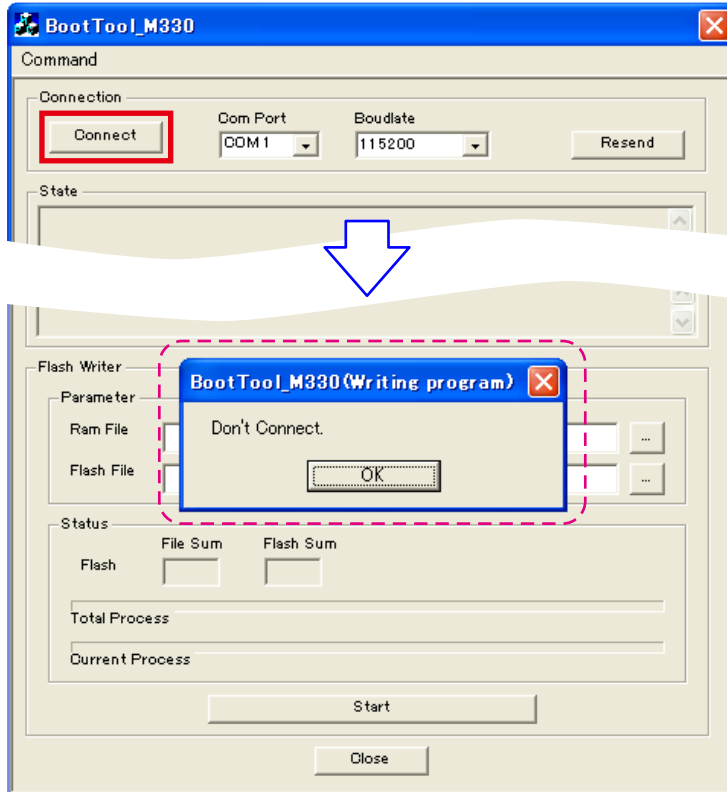 BootTool_M330
Command
Connection
Connect
Com Port
COM1
Boudlate
115200
Resend
State
Flash Writer
Parameter
Ram File
...
Flash File
...
BootTool_M330(Writing program)
Don't Connect.
OK
Status
File Sum
Flash Sum
Flash
Total Process
Current Process
Start
Close